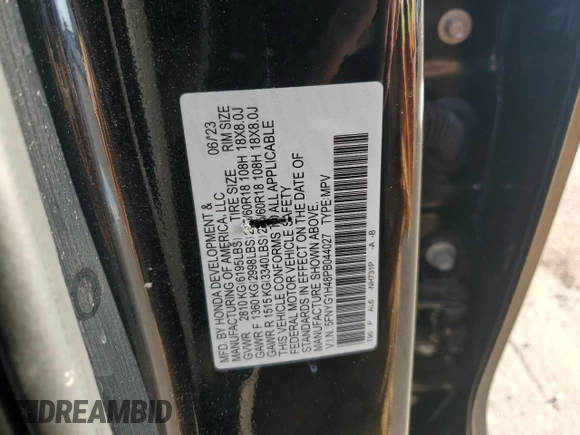 MFD. BY HONDA DEVELOPMENT & 06/23
MANUFACTURING OF AMERICA, LLC
TIRE SIZE RIM SIZE
GVWR 2810 KG(6195LBS)
GAWR F 1360 KG(2998LBS) 60R18 108H 18X8.0J
GAWR R 1515 KG(3340LBS) 60R18 108H 18X8.0J
THIS VEHICLE CONFORMS TO ALL APPLICABLE
FEDERAL MOTOR VEHICLE SAFETY
STANDARDS IN EFFECT ON THE DATE OF
MANUFACTURE SHOWN ABOVE.
V.I.N.:5FNYG1H48PB044027 TYPE:MPV
T90 F AL6 -NH731P -A -B
DREAMBID